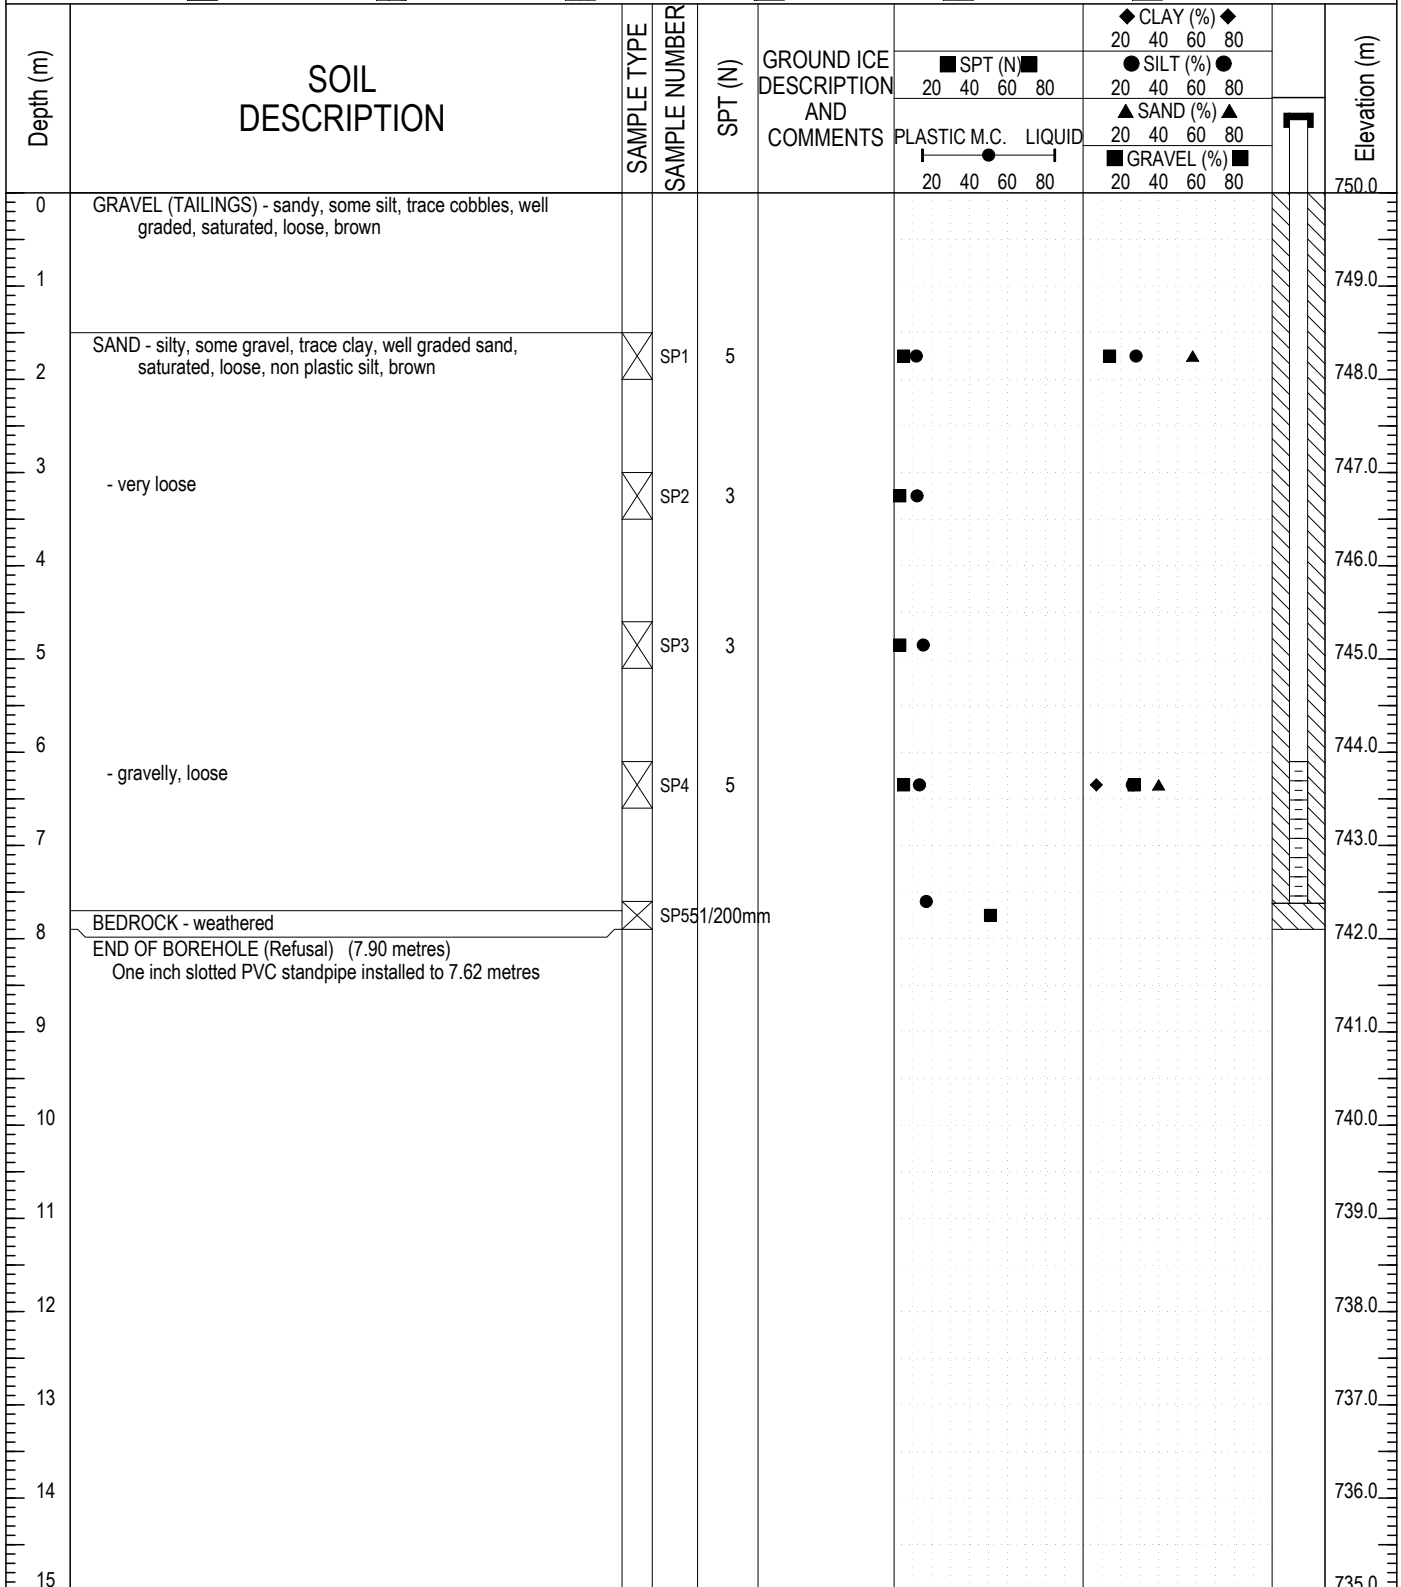 Depth (m)
SOIL
DESCRIPTION
SAMPLE TYPE
SAMPLE NUMBER
SPT (N)
GROUND ICE
DESCRIPTION
AND
COMMENTS
SPT (N)
20 40 60 80
PLASTIC M.C. LIQUID
20 40 60 80
CLAY (%)
20 40 60 80
SILT (%)
20 40 60 80
SAND (%)
20 40 60 80
GRAVEL (%)
20 40 60 80
Elevation (m)
750.0
0 GRAVEL (TAILINGS) - sandy, some silt, trace cobbles, well
graded, saturated, loose, brown
1 749.0
SAND - silty, some gravel, trace clay, well graded sand, SP1 5
saturated, loose, non plastic silt, brown
2 748.0
3 747.0
- very loose SP2 3
4 746.0
5 SP3 3 745.0
6 744.0
- gravelly, loose SP4 5
7 743.0
BEDROCK - weathered SP5 51/200mm
8 742.0
END OF BOREHOLE (Refusal) (7.90 metres)
One inch slotted PVC standpipe installed to 7.62 metres
9 741.0
10 740.0
11 739.0
12 738.0
13 737.0
14 736.0
15 735.0